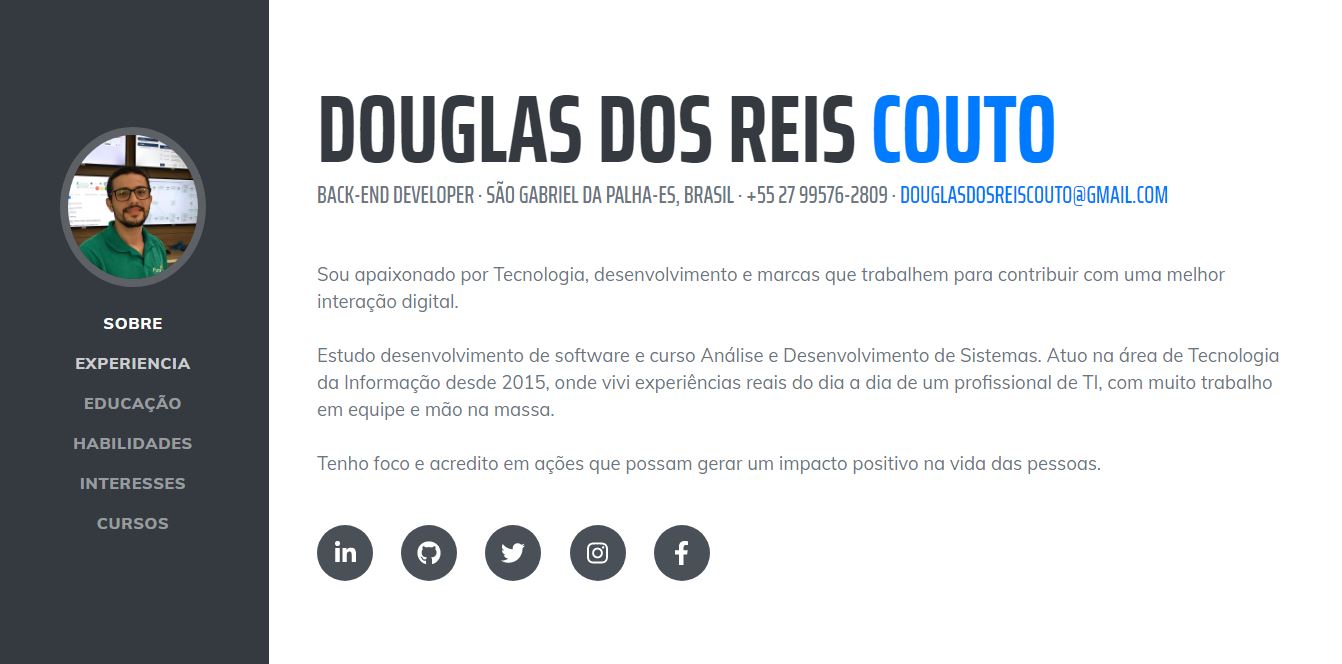 SOBRE
EXPERIENCIA
EDUCAÇÃO
HABILIDADES
INTERESSES
CURSOS
DOUGLAS DOS REIS COUTO
BACK-END DEVELOPER · SÃO GABRIEL DA PALHA-ES, BRASIL · +55 27 99576-2809 · DOUGLASDOSREISCOUTO@GMAIL.COM
Sou apaixonado por Tecnologia, desenvolvimento e marcas que trabalhem para contribuir com uma melhor
interação digital.
Estudo desenvolvimento de software e curso Análise e Desenvolvimento de Sistemas. Atuo na área de Tecnologia
da Informação desde 2015, onde vivi experiências reais do dia a dia de um profissional de TI, com muito trabalho
em equipe e mão na massa.
Tenho foco e acredito em ações que possam gerar um impacto positivo na vida das pessoas.